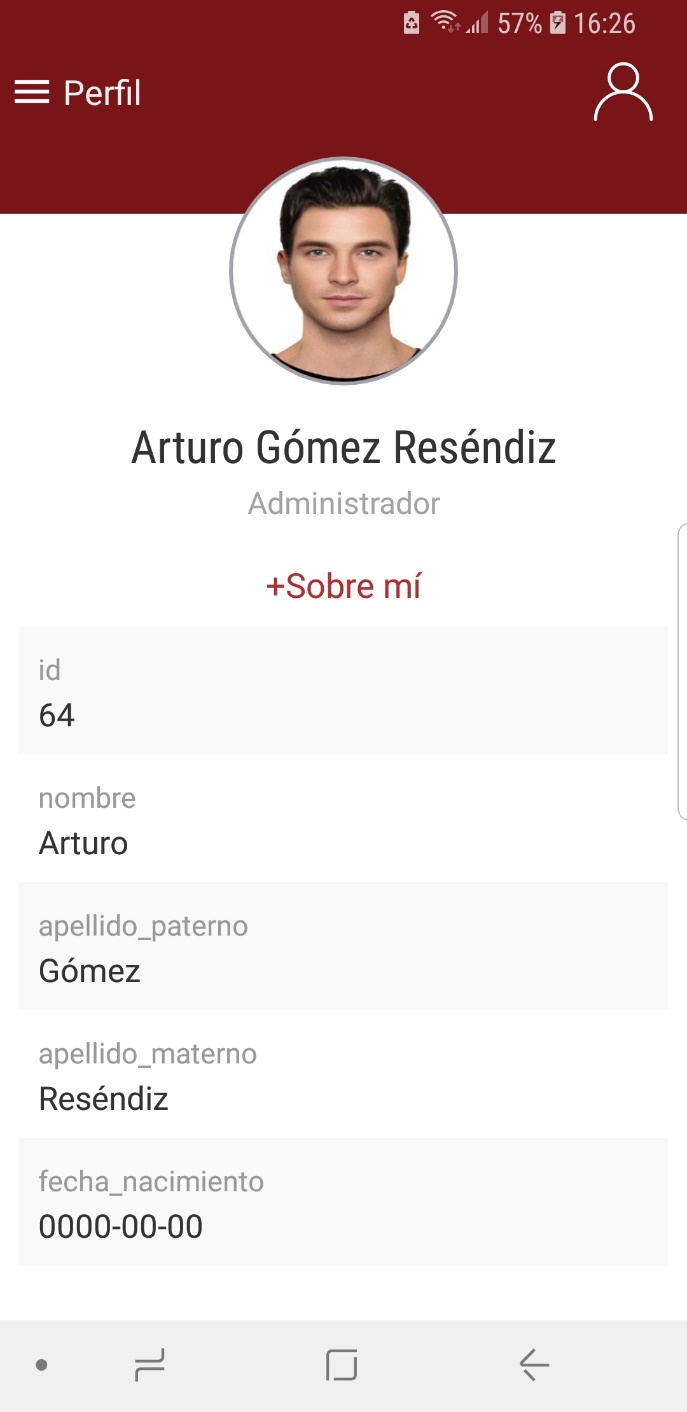 57% 16:26
Perfil
Arturo Gómez Reséndiz
Administrador
+Sobre mí
id
64
nombre
Arturo
apellido_paterno
Gómez
apellido_materno
Reséndiz
fecha_nacimiento
0000-00-00